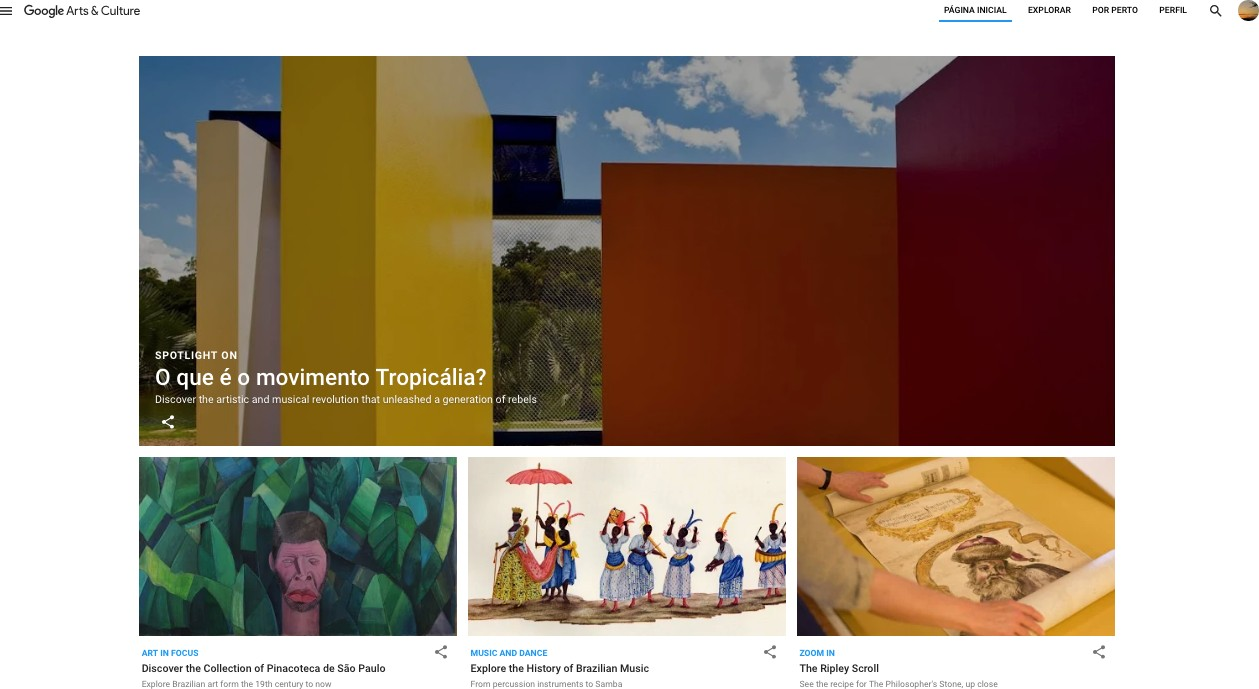 Google Arts & Culture
PÁGINA INICIAL EXPLORAR POR PERTO PERFIL
SPOTLIGHT ON
O que é o movimento Tropicália?
Discover the artistic and musical revolution that unleashed a generation of rebels
ART IN FOCUS
Discover the Collection of Pinacoteca de São Paulo
Explore Brazilian art form the 19th century to now
MUSIC AND DANCE
Explore the History of Brazilian Music
From percussion instruments to Samba
ZOOM IN
The Ripley Scroll
See the recipe for The Philosopher's Stone, up close